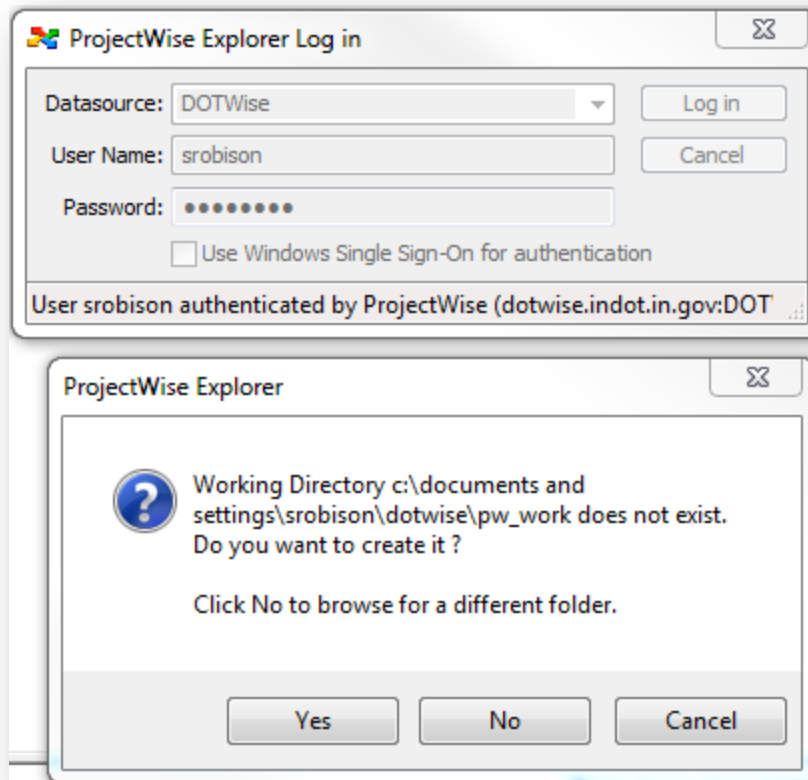 ProjectWise Explorer Log in
Datasource: DOTWise
Log in
User Name: srobison
Cancel
Password: ••••••••
Use Windows Single Sign-On for authentication
User srobison authenticated by ProjectWise (dotwise.indot.in.gov:DOT
ProjectWise Explorer
Working Directory c:\documents and
settings\srobison\dotwise\pw_work does not exist.
Do you want to create it ?
Click No to browse for a different folder.
Yes No Cancel